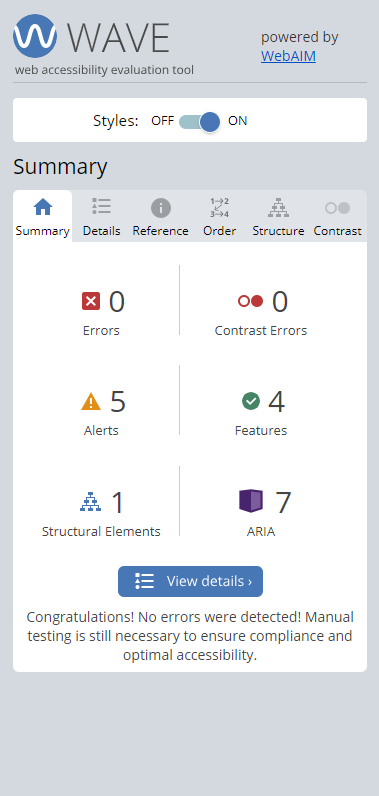 WAVE
web accessibility evaluation tool
powered by
WebAIM
Styles: OFF ON
Summary
Summary Details Reference Order Structure Contrast
0 0
Errors Contrast Errors
5 4
Alerts Features
1 7
Structural Elements ARIA
View details ›
Congratulations! No errors were detected! Manual
testing is still necessary to ensure compliance and
optimal accessibility.